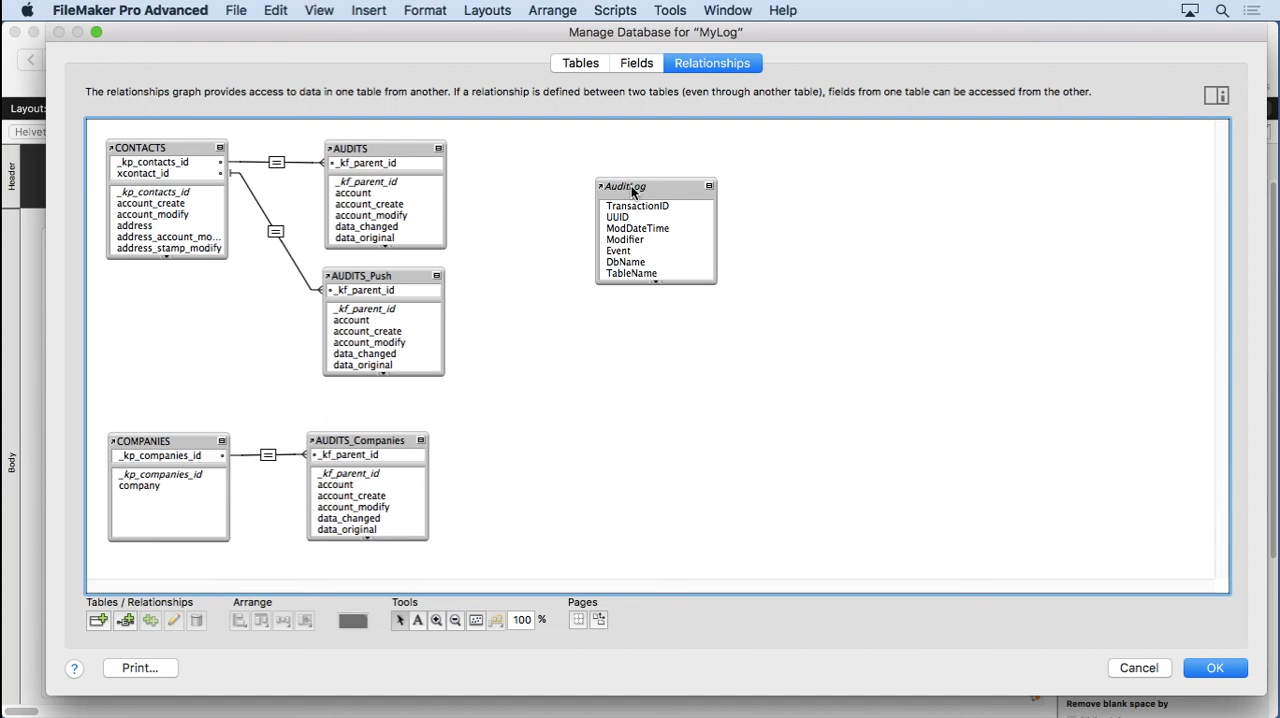 FileMaker Pro Advanced File Edit View Insert Format Layouts Arrange Scripts Tools Window Help
Manage Database for “MyLog”
Tables Fields Relationships
The relationships graph provides access to data in one table from another. If a relationship is defined between two tables (even through another table), fields from one table can be accessed from the other.
Layout:
Helvet
Header
Body
CONTACTS
_kp_contacts_id
xcontact_id
_kp_contacts_id
account_create
account_modify
address
address_account_mo...
address_stamp_modify
AUDITS
_kf_parent_id
_kf_parent_id
account
account_create
account_modify
data_changed
data_original
AUDITS_Push
_kf_parent_id
_kf_parent_id
account
account_create
account_modify
data_changed
data_original
AuditLog
TransactionID
UUID
ModDateTime
Modifier
Event
DbName
TableName
COMPANIES
_kp_companies_id
_kp_companies_id
company
AUDITS_Companies
_kf_parent_id
_kf_parent_id
account
account_create
account_modify
data_changed
data_original
Tables / Relationships Arrange Tools Pages
A 100 %
? Print... Cancel OK
Remove blank space by